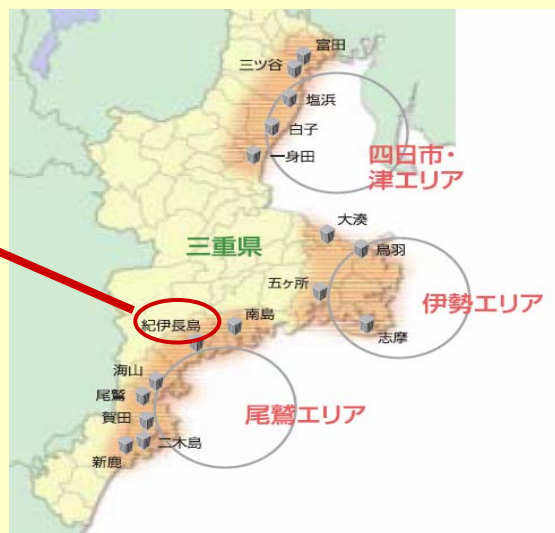 富田
三ツ谷
塩浜
白子
一身田
四日市・
津エリア
大湊
鳥羽
三重県
五ヶ所
伊勢エリア
志摩
紀伊長島
南島
海山
尾鷲
尾鷲エリア
賀田
二木島
新鹿